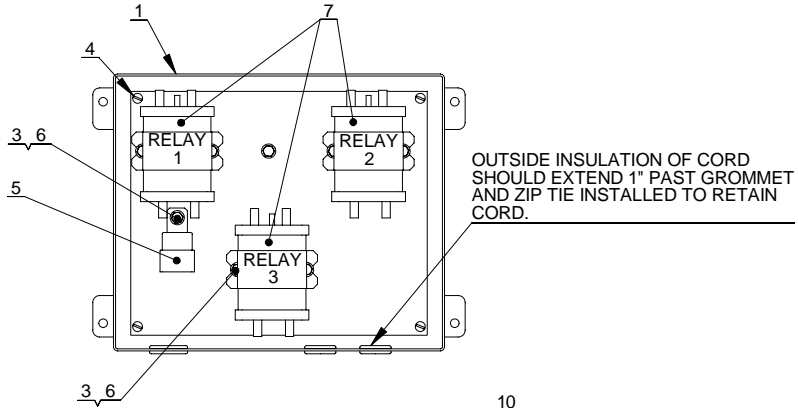 1
7
4
3, 6
5
RELAY
1
RELAY
2
RELAY
3
OUTSIDE INSULATION OF CORD
SHOULD EXTEND 1" PAST GROMMET
AND ZIP TIE INSTALLED TO RETAIN
CORD.
3, 6
10